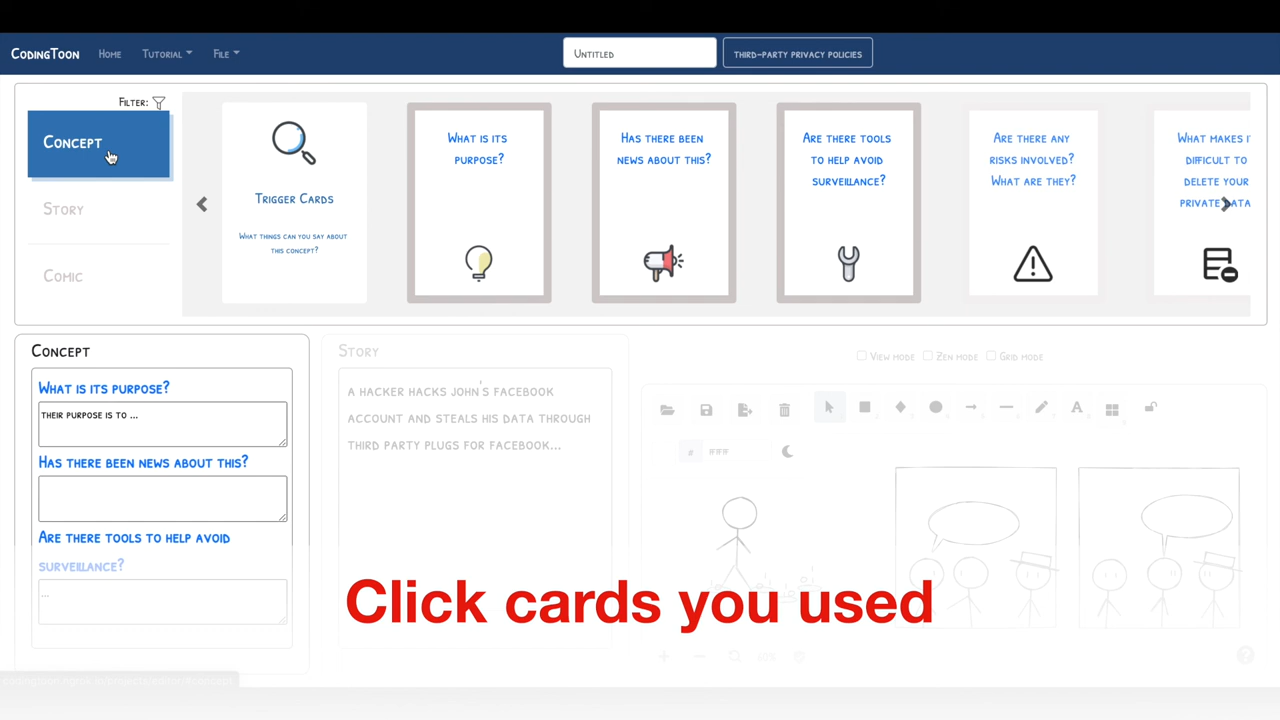 CodingToon Home Tutorial File Untitled Third-Party Privacy Policies
Filter:
Concept
Story
Comic
Trigger Cards
What things can you say about
this concept?
What is its
purpose?
Has there been
news about this?
Are there tools
to help avoid
surveillance?
Are there any
risks involved?
What are they?
What makes i
difficult to
delete your
private data
Concept
What is its purpose?
their purpose is to ...
Has there been news about this?
Are there tools to help avoid
surveillance?
...
Story
A hacker hacks John's Facebook
account and steals his data through
third party plugs for Facebook...
View mode Zen mode Grid mode
# ffffff
60%
Click cards you used